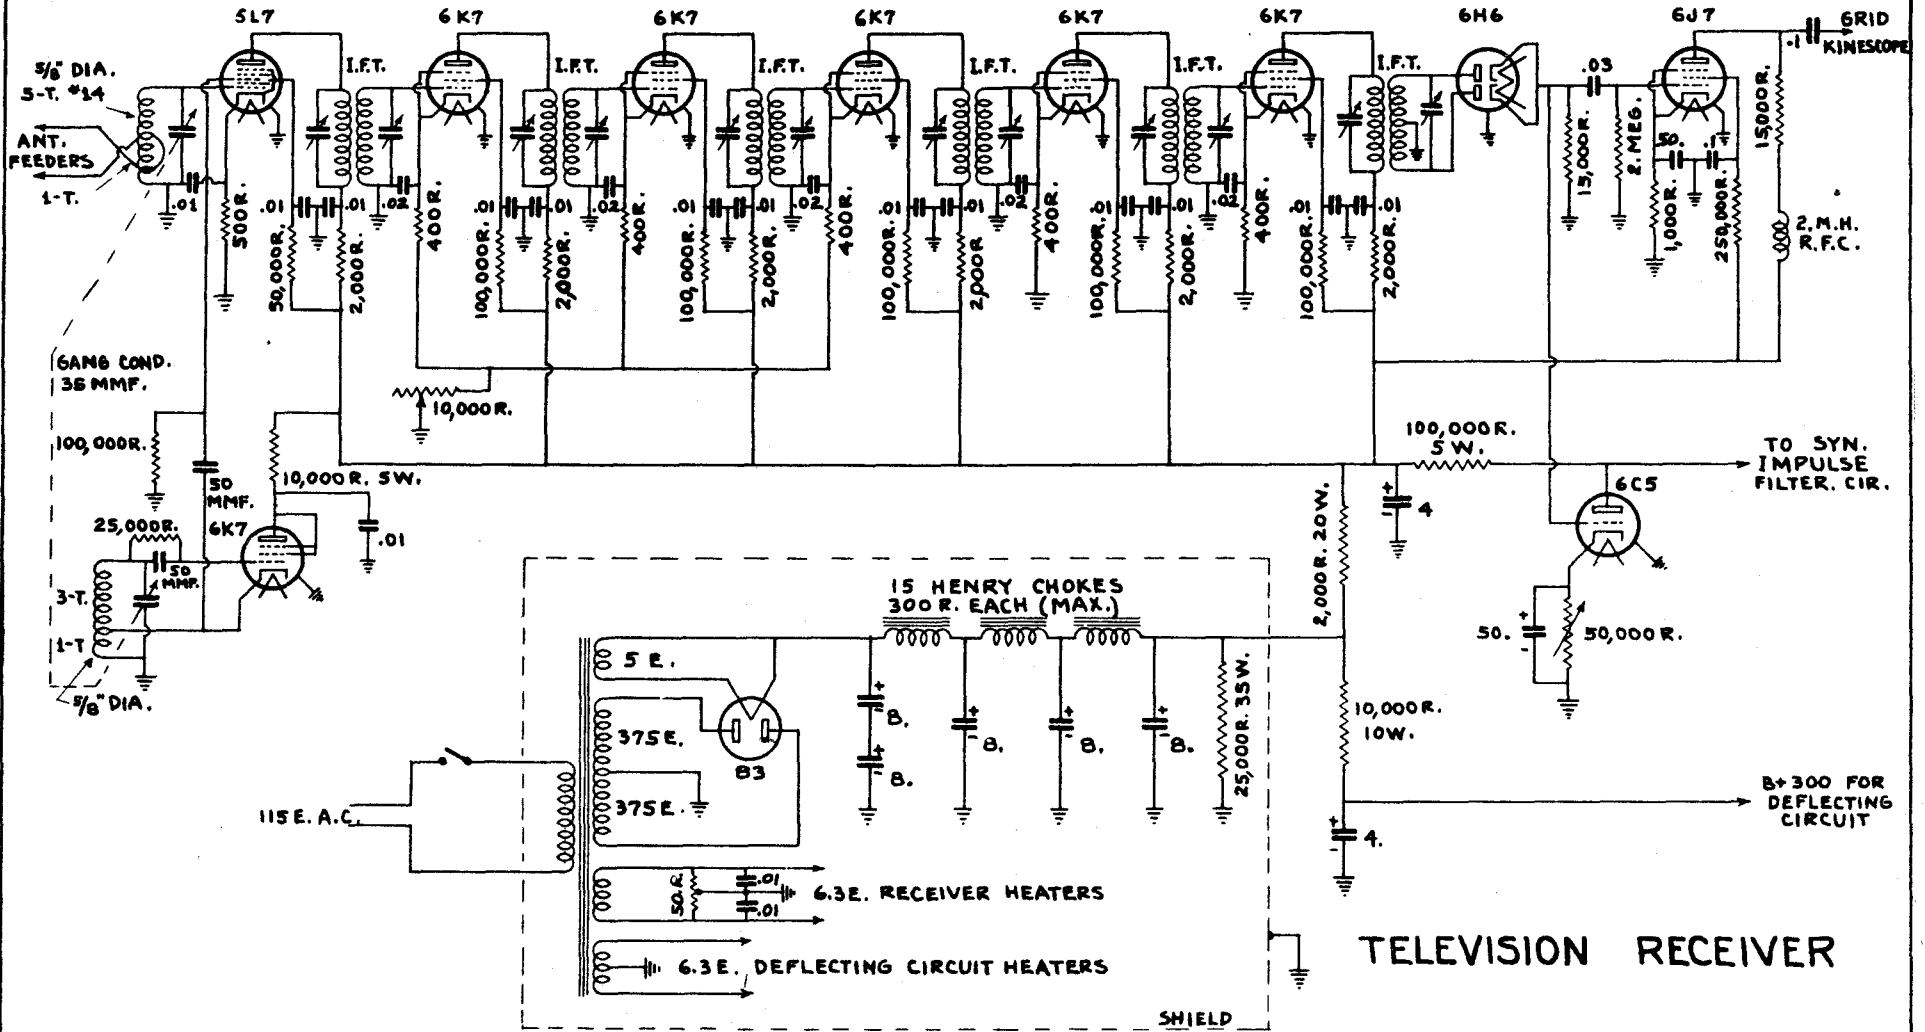 5L7
6K7
6K7
6K7
6K7
6K7
6H6
6J7
.1
GRID
KINESCOPE
5/8" DIA.
5-T. #14
ANT.
FEEDERS
1-T.
I.F.T.
I.F.T.
I.F.T.
I.F.T.
I.F.T.
I.F.T.
.03
15,000R.
2. MEG.
50.
.1
1,000R.
250,000R.
15,000R.
2. M.H.
R.F.C.
.01
500R.
.01
.01
50,000R.
2,000R.
.02
400R.
.01
.01
100,000R.
2,000R.
.02
400R.
.01
.01
100,000R.
2,000R.
.02
400R.
.01
.01
100,000R.
2,000R
.02
400R.
.01
.01
100,000R.
2,000R.
.02
400R.
.01
.01
100,000R.
2,000R.
GANG COND.
35 MMF.
10,000R.
100,000R.
50
MMF.
10,000R. 5W.
25,000R.
50
MMF.
6K7
.01
3-T.
1-T
5/8" DIA.
100,000R.
5 W.
TO SYN.
IMPULSE
FILTER. CIR.
+
-
4
6C5
2,000R. 20W.
50.
+
-
50,000R.
15 HENRY CHOKES
300R. EACH (MAX.)
5 E.
375E.
375E.
83
+
-
8.
+
-
8.
+
-
8.
+
-
8.
+
-
8.
25,000R. 35W.
10,000R.
10W.
115E. A.C.
B+300 FOR
DEFLECTING
CIRCUIT
+
-
4.
50.R.
.01
.01
6.3E. RECEIVER HEATERS
6.3E. DEFLECTING CIRCUIT HEATERS
TELEVISION RECEIVER
SHIELD